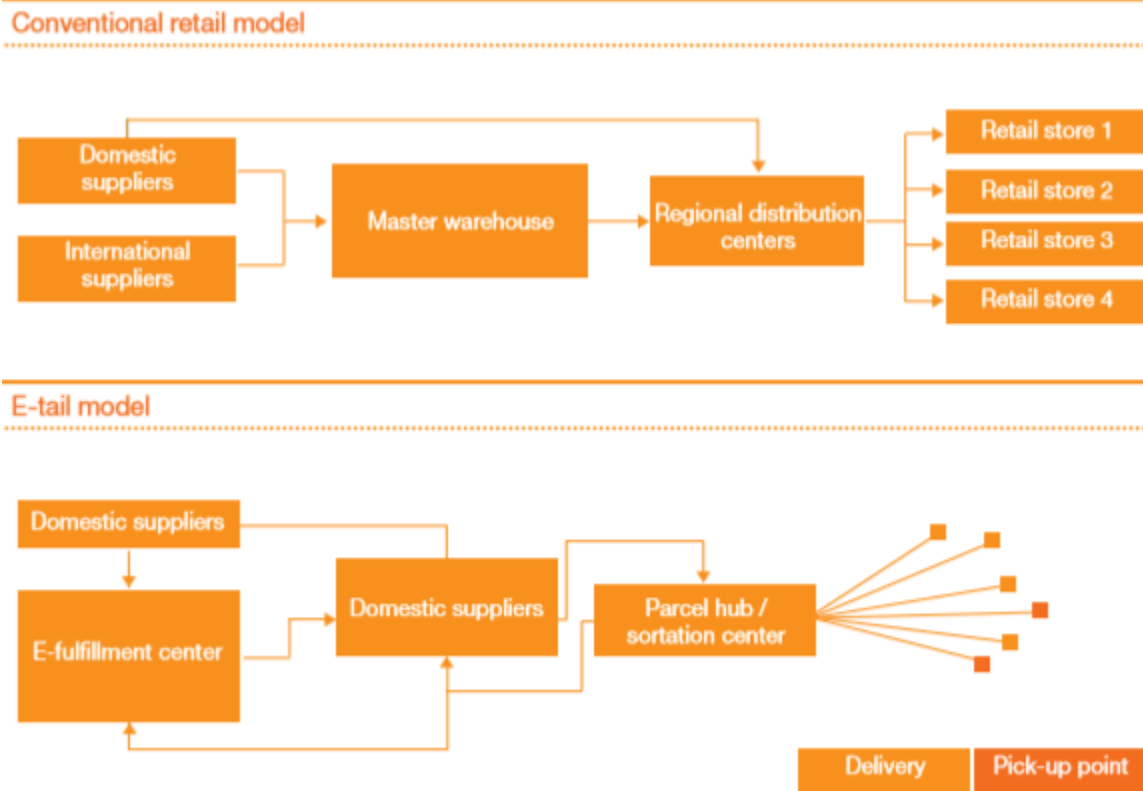 Conventional retail model
Domestic
suppliers
International
suppliers
Master warehouse
Regional distribution
centers
Retail store 1
Retail store 2
Retail store 3
Retail store 4
E-tail model
Domestic suppliers
E-fulfillment center
Domestic suppliers
Parcel hub /
sortation center
Delivery
Pick-up point